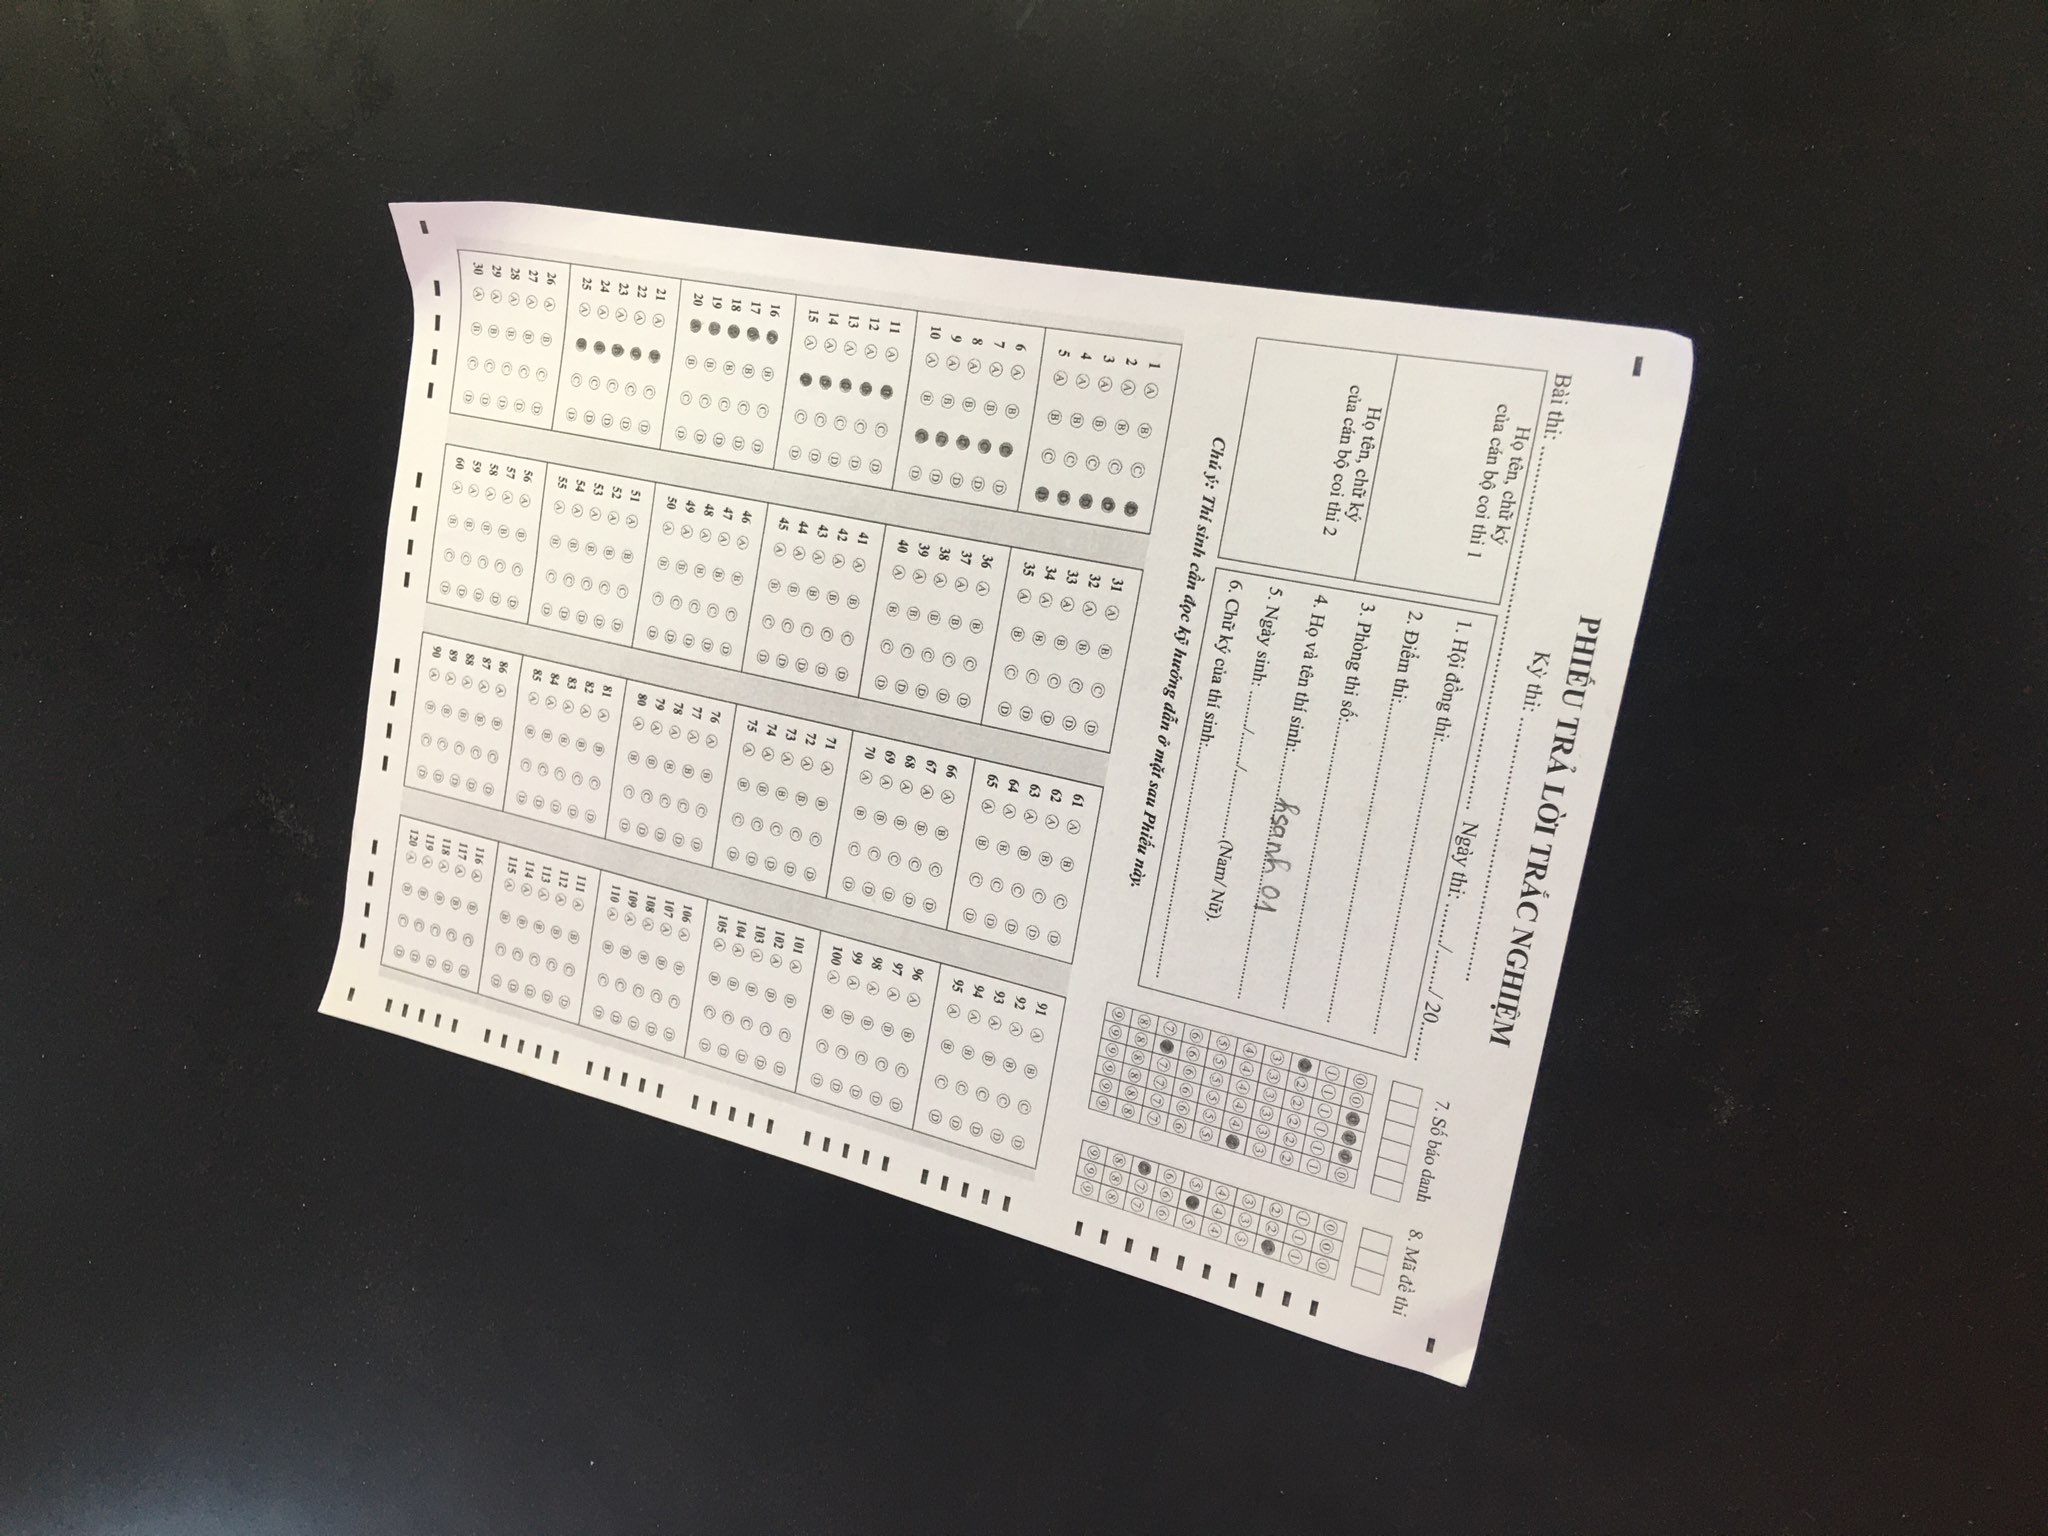 PHIẾU TRẢ LỜI TRẮC NGHIỆM
Kỳ thi: ........................................
Bài thi: ........................................ Ngày thi: ......../......../ 20........
Họ tên, chữ ký
của cán bộ coi thi 1
Họ tên, chữ ký
của cán bộ coi thi 2
1. Hội đồng thi:........................................
2. Điểm thi:........................................
3. Phòng thi số:........................................
4. Họ và tên thí sinh: hsanh 01
5. Ngày sinh: ......../......./...............(Nam/ Nữ).
6. Chữ ký của thí sinh:........................................
7. Số báo danh
8. Mã đề thi
0 0 0 0 0 0
1 1 1 1 1
2 2 2 2 2
3 3 3 3 3 3
4 4 4 4 4
5 5 5 5 5 5
6 6 6 6 6 6
7 7 7 7 7 7
8 8 8 8 8 8
9 9 9 9 9 9
0 0 0
1 1 1
2 2
3 3 3
4 4 4
5 5
6 6 6
7 7
8 8 8
9 9 9
Chú ý: Thí sinh cần đọc kỹ hướng dẫn ở mặt sau Phiếu này.
1 A B C D
2 A B C D
3 A B C D
4 A B C D
5 A B C D
6 A B C D
7 A B C D
8 A B C D
9 A B C D
10 A B C D
11 A B C D
12 A B C D
13 A B C D
14 A B C D
15 A B C D
16 A B C D
17 A B C D
18 A B C D
19 A B C D
20 A B C D
21 A B C D
22 A B C D
23 A B C D
24 A B C D
25 A B C D
26 A B C D
27 A B C D
28 A B C D
29 A B C D
30 A B C D
31 A B C D
32 A B C D
33 A B C D
34 A B C D
35 A B C D
36 A B C D
37 A B C D
38 A B C D
39 A B C D
40 A B C D
41 A B C D
42 A B C D
43 A B C D
44 A B C D
45 A B C D
46 A B C D
47 A B C D
48 A B C D
49 A B C D
50 A B C D
51 A B C D
52 A B C D
53 A B C D
54 A B C D
55 A B C D
56 A B C D
57 A B C D
58 A B C D
59 A B C D
60 A B C D
61 A B C D
62 A B C D
63 A B C D
64 A B C D
65 A B C D
66 A B C D
67 A B C D
68 A B C D
69 A B C D
70 A B C D
71 A B C D
72 A B C D
73 A B C D
74 A B C D
75 A B C D
76 A B C D
77 A B C D
78 A B C D
79 A B C D
80 A B C D
81 A B C D
82 A B C D
83 A B C D
84 A B C D
85 A B C D
86 A B C D
87 A B C D
88 A B C D
89 A B C D
90 A B C D
91 A B C D
92 A B C D
93 A B C D
94 A B C D
95 A B C D
96 A B C D
97 A B C D
98 A B C D
99 A B C D
100 A B C D
101 A B C D
102 A B C D
103 A B C D
104 A B C D
105 A B C D
106 A B C D
107 A B C D
108 A B C D
109 A B C D
110 A B C D
111 A B C D
112 A B C D
113 A B C D
114 A B C D
115 A B C D
116 A B C D
117 A B C D
118 A B C D
119 A B C D
120 A B C D